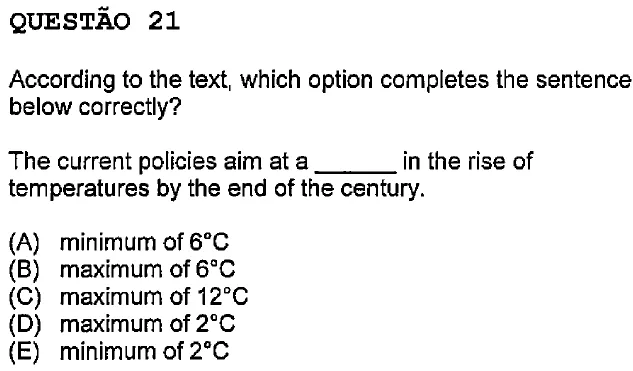 QUESTÃO 21
According to the text, which option completes the sentence
below correctly?
The current policies aim at a ______ in the rise of
temperatures by the end of the century.
(A) minimum of 6°C
(B) maximum of 6°C
(C) maximum of 12°C
(D) maximum of 2°C
(E) minimum of 2°C